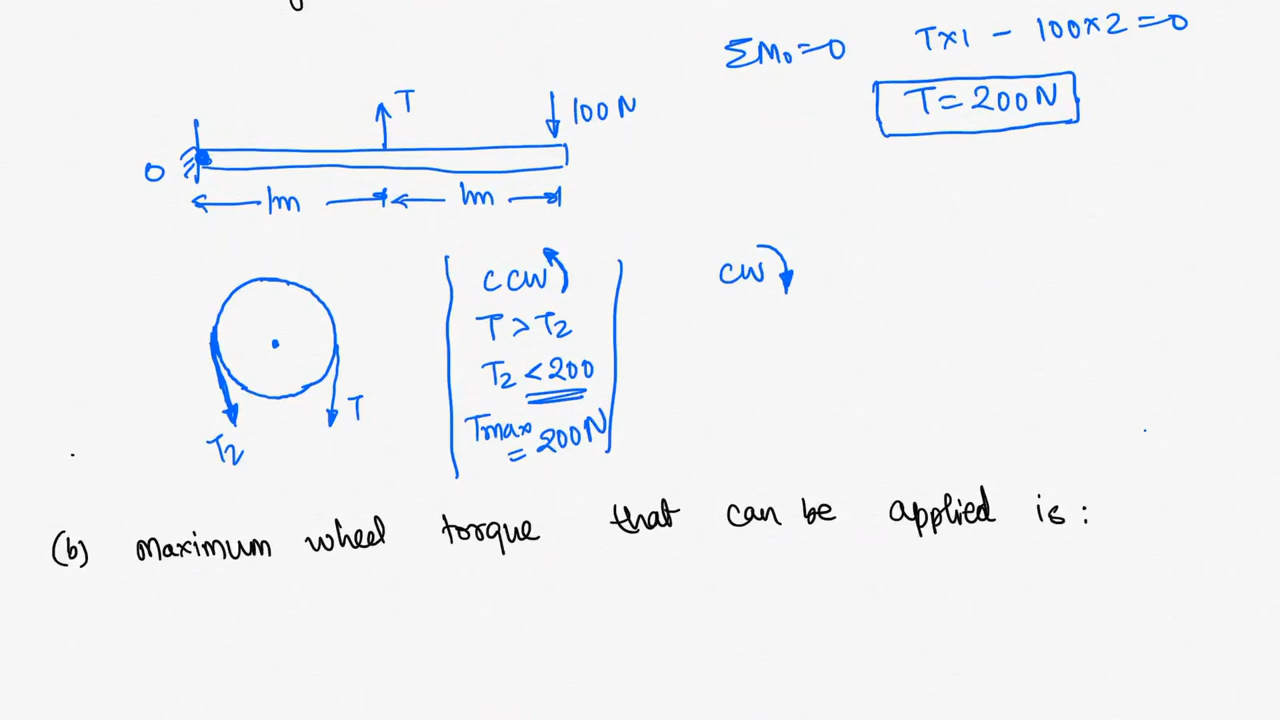 ΣM₀=0 T×1 - 100×2=0
T=200N
T
100N
O
1m 1m
CCW
T>T2
T2 <200
Tmax
= 200N
CW
T
T2
(b) maximum wheel torque that can be applied is: